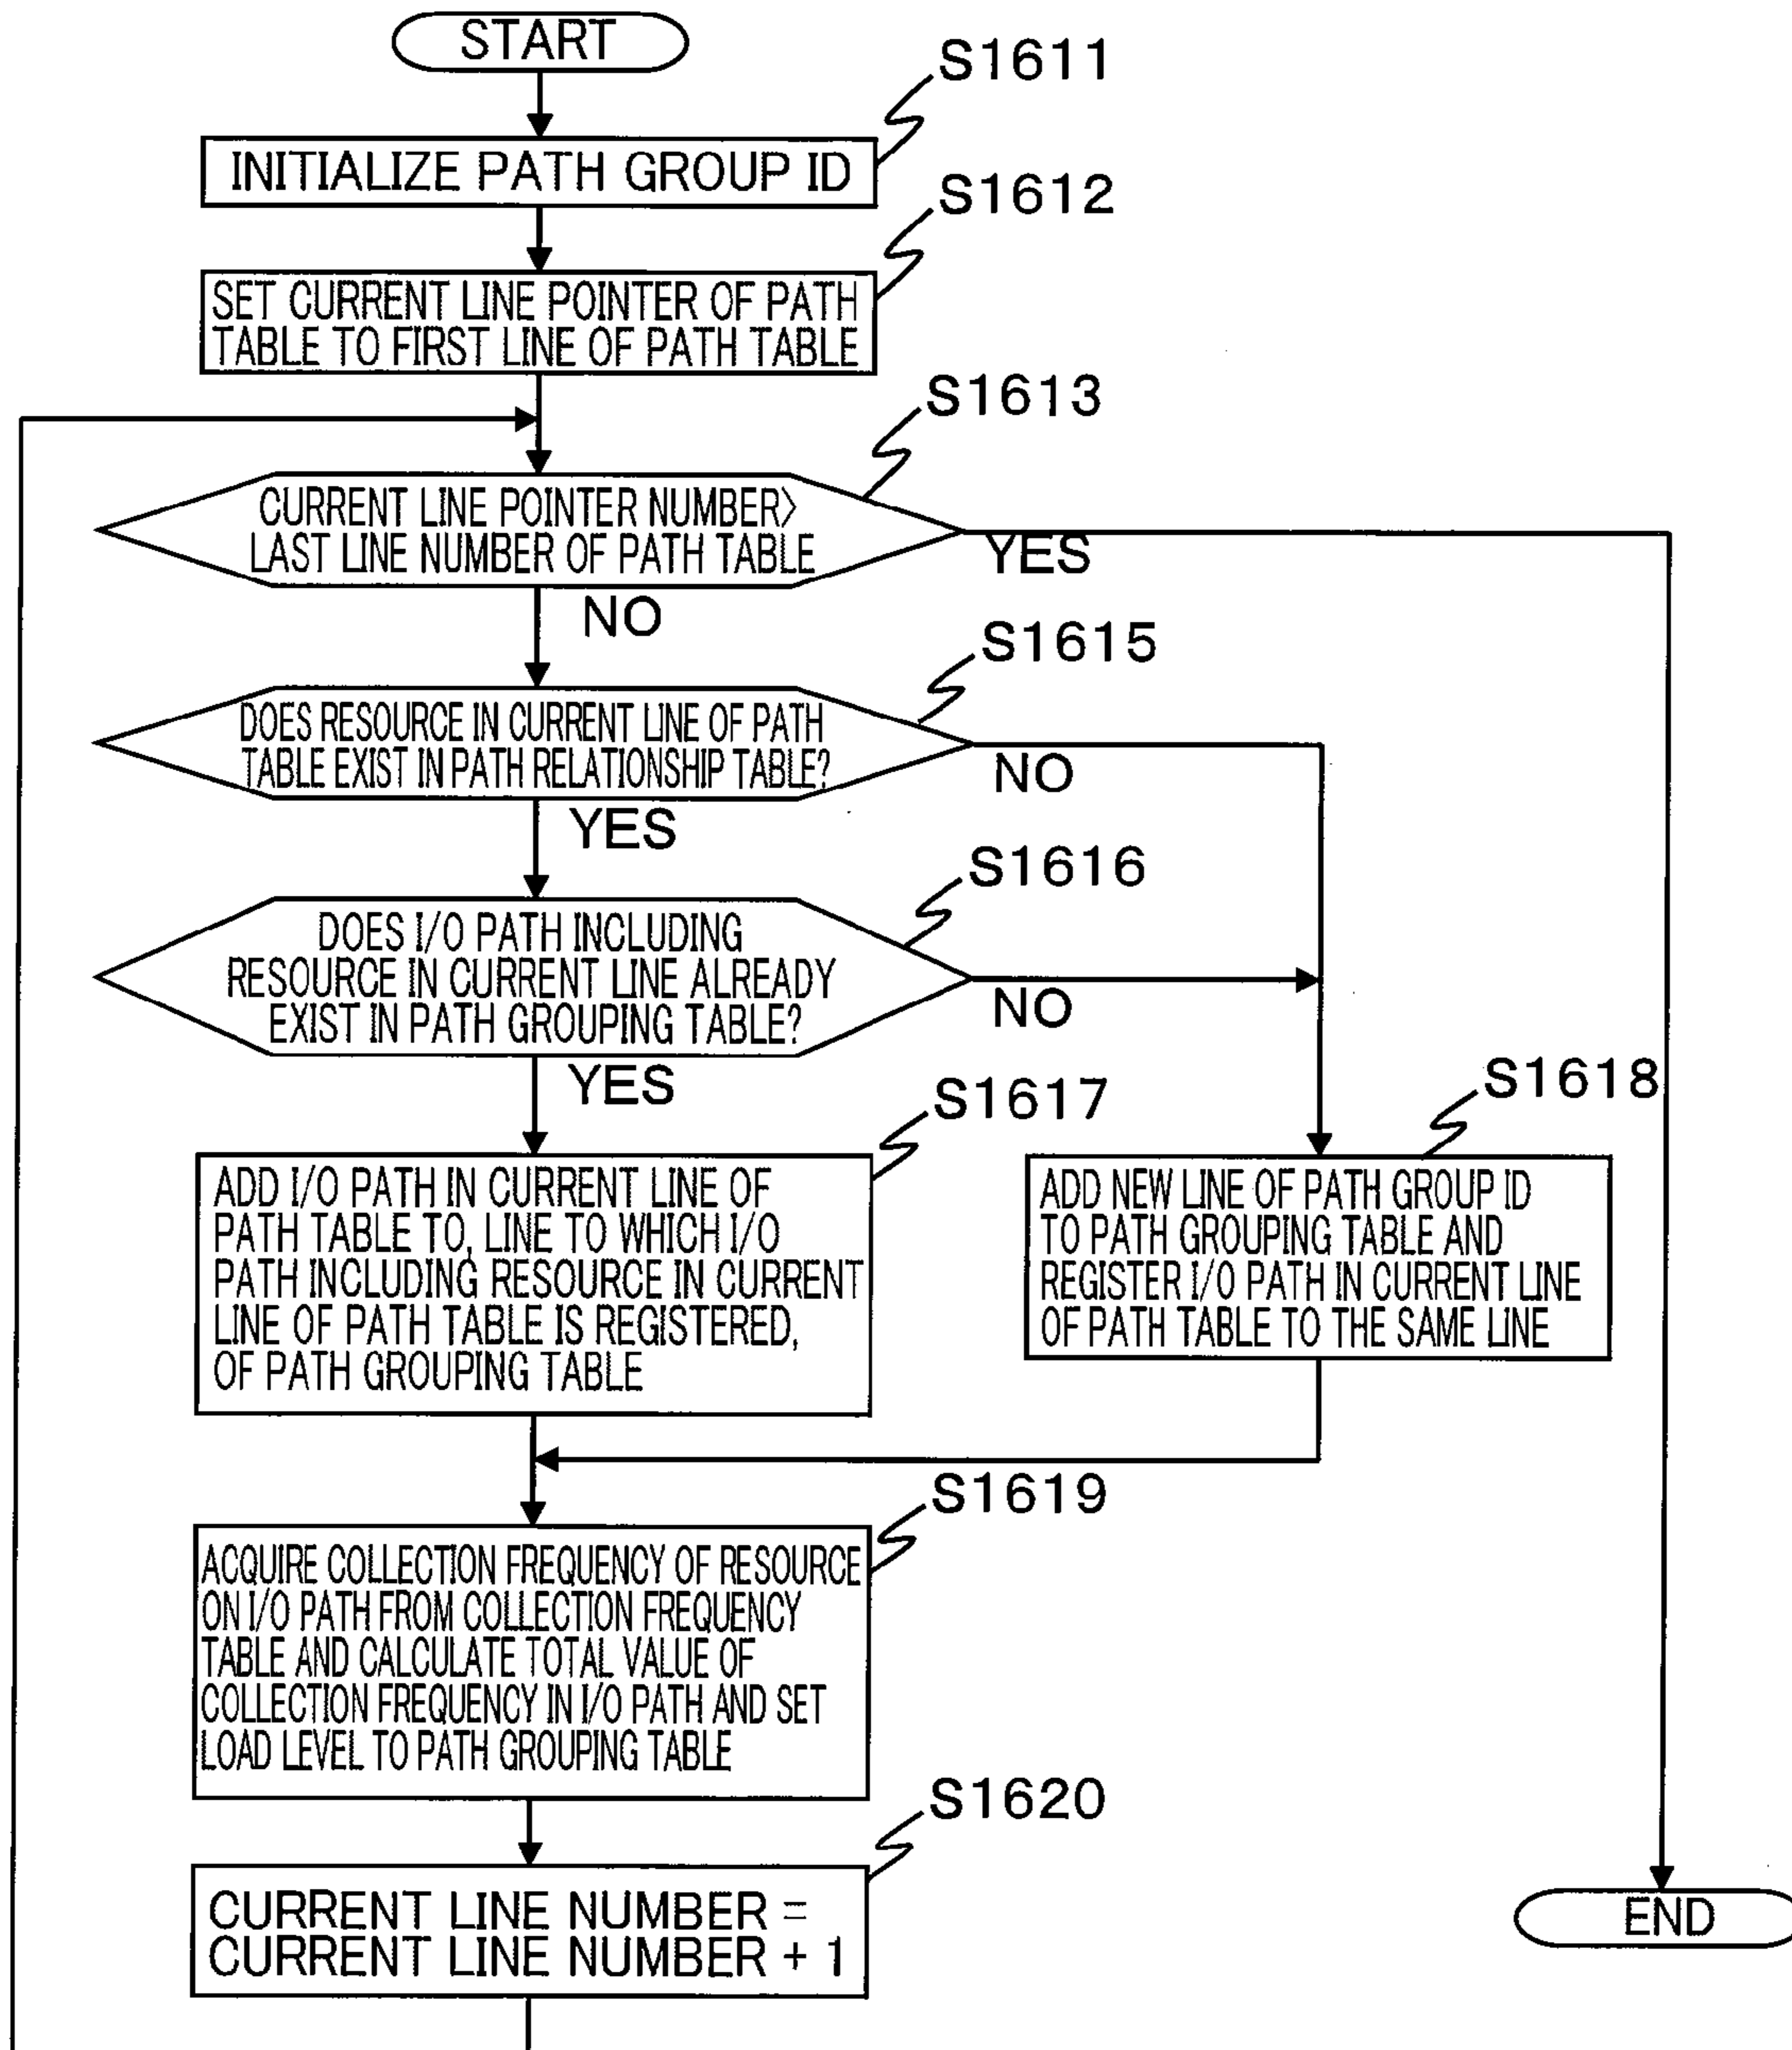 START
S1611
INITIALIZE PATH GROUP ID
S1612
SET CURRENT LINE POINTER OF PATH
TABLE TO FIRST LINE OF PATH TABLE
S1613
CURRENT LINE POINTER NUMBER>
LAST LINE NUMBER OF PATH TABLE
YES
NO
S1615
DOES RESOURCE IN CURRENT LINE OF PATH
TABLE EXIST IN PATH RELATIONSHIP TABLE?
NO
YES
S1616
DOES I/O PATH INCLUDING
RESOURCE IN CURRENT LINE ALREADY
EXIST IN PATH GROUPING TABLE?
NO
YES
S1617
ADD I/O PATH IN CURRENT LINE OF
PATH TABLE TO, LINE TO WHICH I/O
PATH INCLUDING RESOURCE IN CURRENT
LINE OF PATH TABLE IS REGISTERED,
OF PATH GROUPING TABLE
S1618
ADD NEW LINE OF PATH GROUP ID
TO PATH GROUPING TABLE AND
REGISTER I/O PATH IN CURRENT LINE
OF PATH TABLE TO THE SAME LINE
S1619
ACQUIRE COLLECTION FREQUENCY OF RESOURCE
ON I/O PATH FROM COLLECTION FREQUENCY
TABLE AND CALCULATE TOTAL VALUE OF
COLLECTION FREQUENCY IN I/O PATH AND SET
LOAD LEVEL TO PATH GROUPING TABLE
S1620
CURRENT LINE NUMBER =
CURRENT LINE NUMBER + 1
END